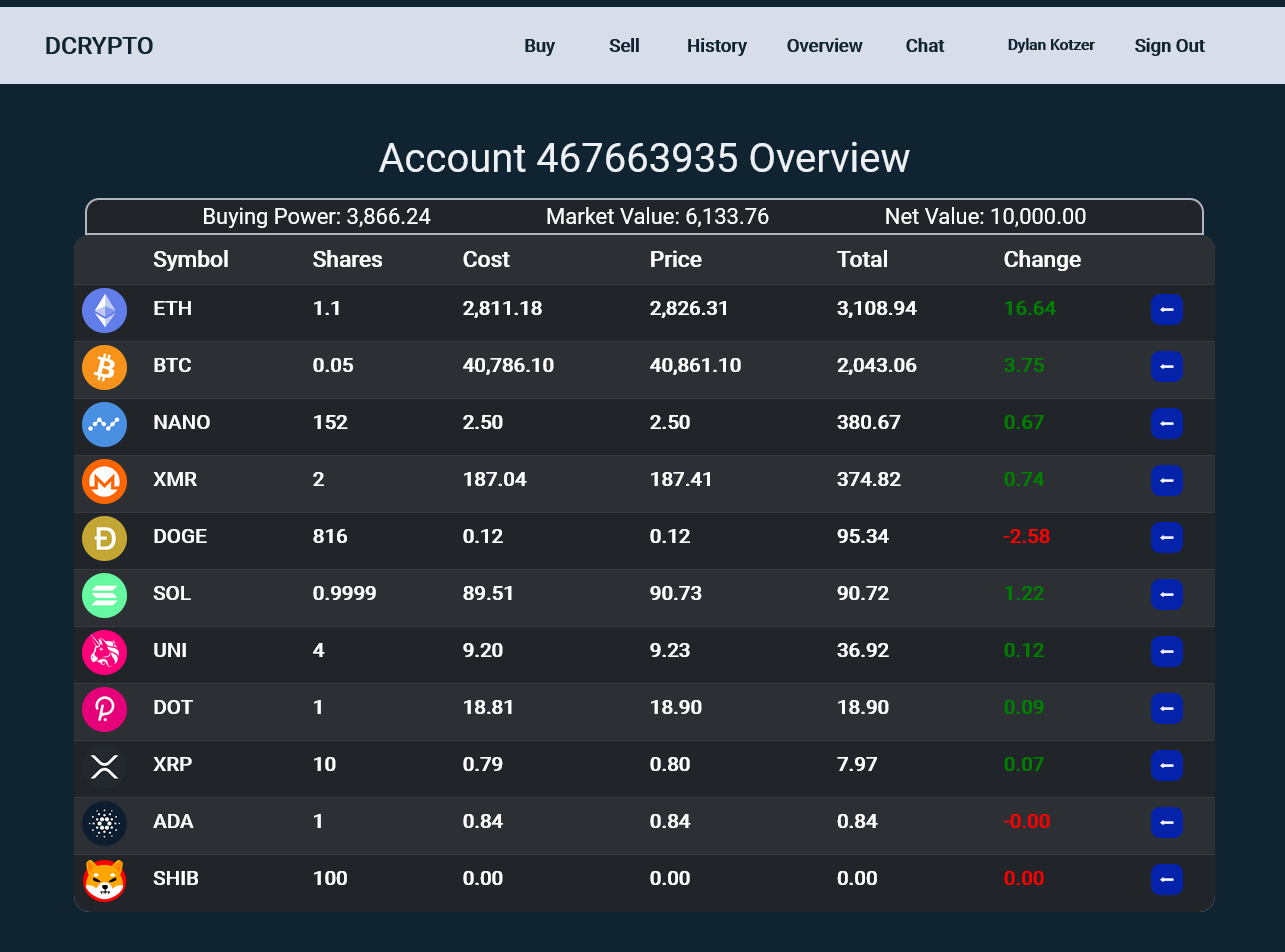 DCRYPTO Buy Sell History Overview Chat Dylan Kotzer Sign Out
Account 467663935 Overview
Buying Power: 3,866.24 Market Value: 6,133.76 Net Value: 10,000.00
Symbol Shares Cost Price Total Change
ETH 1.1 2,811.18 2,826.31 3,108.94 16.64
BTC 0.05 40,786.10 40,861.10 2,043.06 3.75
NANO 152 2.50 2.50 380.67 0.67
XMR 2 187.04 187.41 374.82 0.74
DOGE 816 0.12 0.12 95.34 -2.58
SOL 0.9999 89.51 90.73 90.72 1.22
UNI 4 9.20 9.23 36.92 0.12
DOT 1 18.81 18.90 18.90 0.09
XRP 10 0.79 0.80 7.97 0.07
ADA 1 0.84 0.84 0.84 -0.00
SHIB 100 0.00 0.00 0.00 0.00